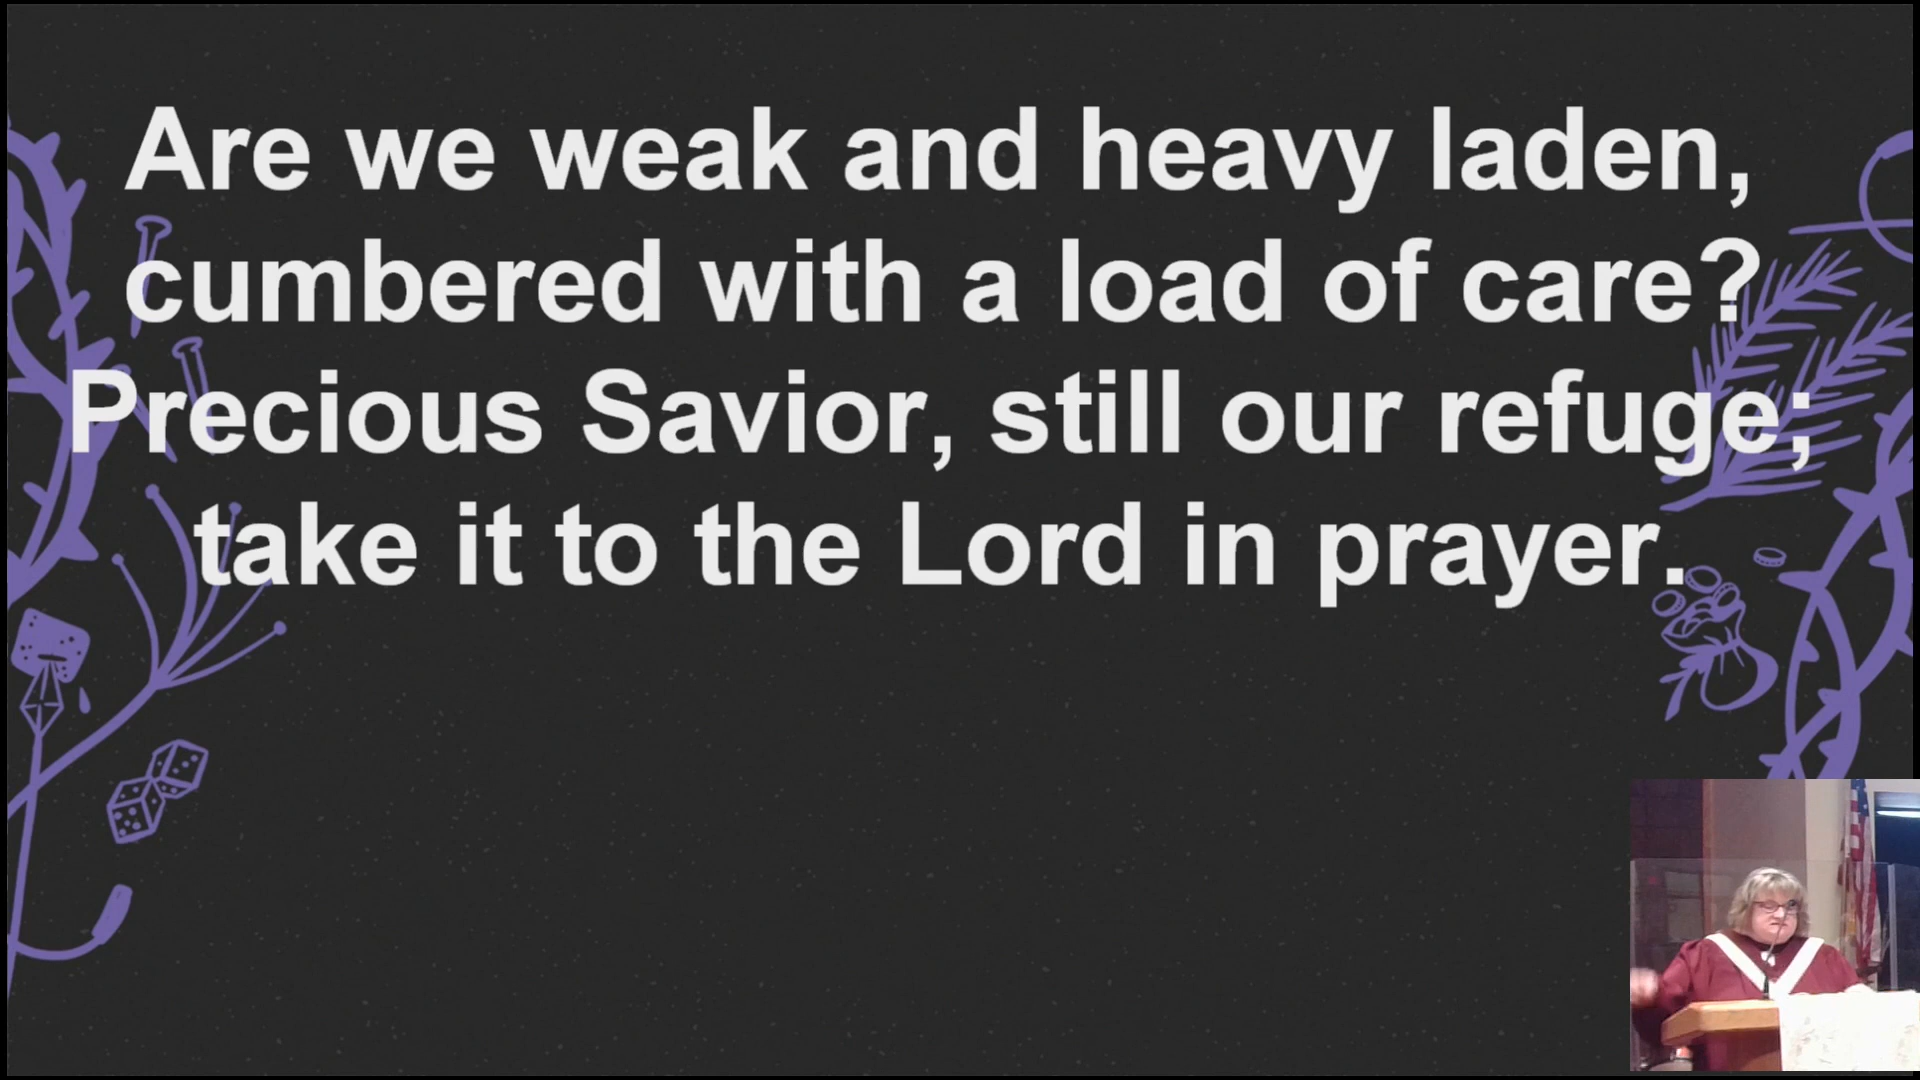 Are we weak and heavy laden,
cumbered with a load of care?
Precious Savior, still our refuge;
take it to the Lord in prayer.